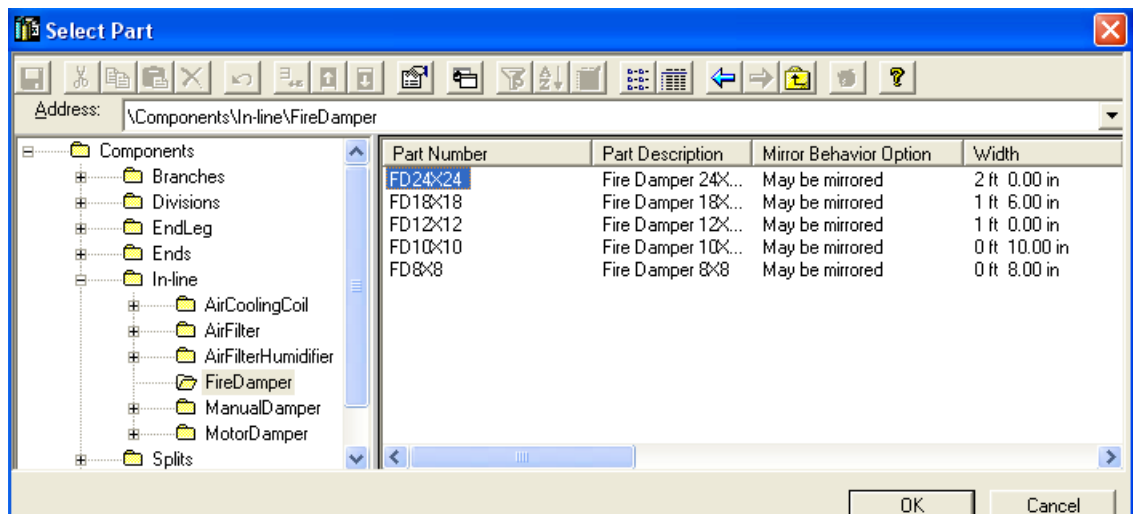 Select Part
Address: \Components\In-line\FireDamper
Components
Branches
Divisions
EndLeg
Ends
In-line
AirCoolingCoil
AirFilter
AirFilterHumidifier
FireDamper
ManualDamper
MotorDamper
Splits
Part Number Part Description Mirror Behavior Option Width
FD24X24 Fire Damper 24X... May be mirrored 2 ft 0.00 in
FD18X18 Fire Damper 18X... May be mirrored 1 ft 6.00 in
FD12X12 Fire Damper 12X... May be mirrored 1 ft 0.00 in
FD10X10 Fire Damper 10X... May be mirrored 0 ft 10.00 in
FD8X8 Fire Damper 8X8 May be mirrored 0 ft 8.00 in
OK Cancel